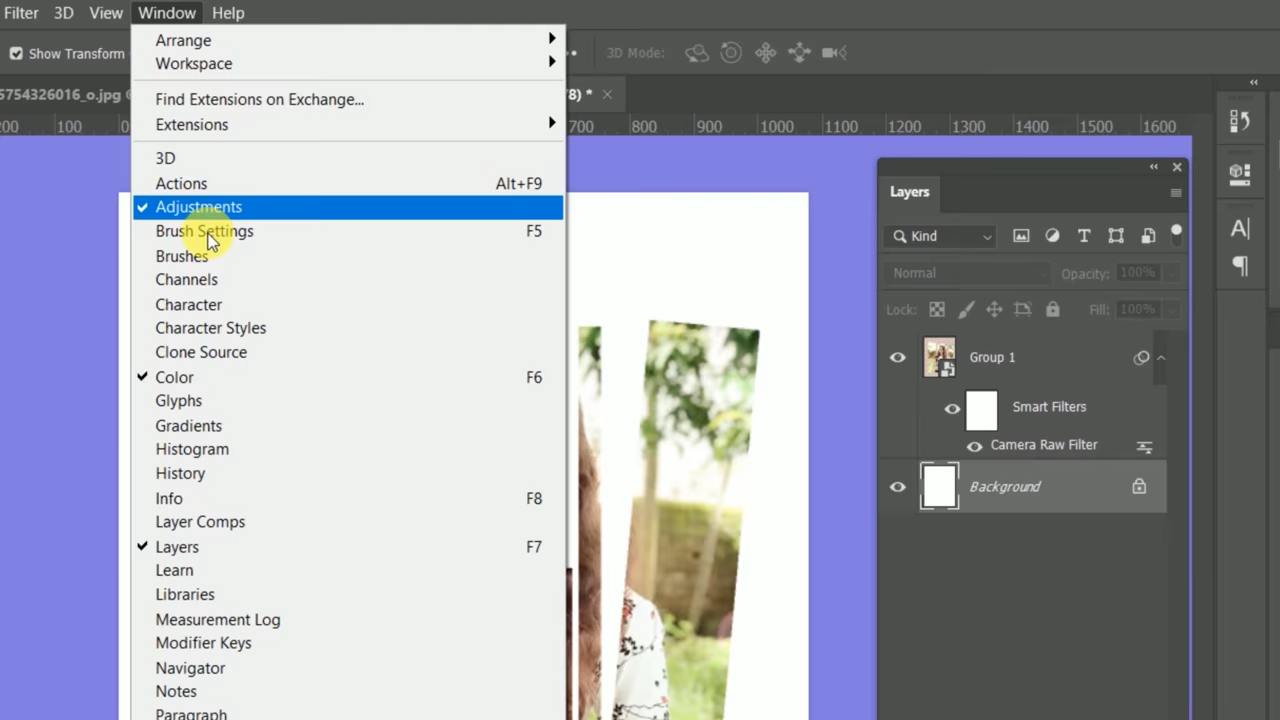 Filter 3D View Window Help
Show Transform
3D Mode:
5754326016_o.jpg
8) *
200 100 0 700 800 900 1000 1100 1200 1300 1400 1500 1600
Arrange
Workspace
Find Extensions on Exchange...
Extensions
3D
Actions Alt+F9
Adjustments
Brush Settings F5
Brushes
Channels
Character
Character Styles
Clone Source
Color F6
Glyphs
Gradients
Histogram
History
Info F8
Layer Comps
Layers F7
Learn
Libraries
Measurement Log
Modifier Keys
Navigator
Notes
Paragraph
Layers
Kind
Normal Opacity: 100%
Lock: Fill: 100%
Group 1
Smart Filters
Camera Raw Filter
Background